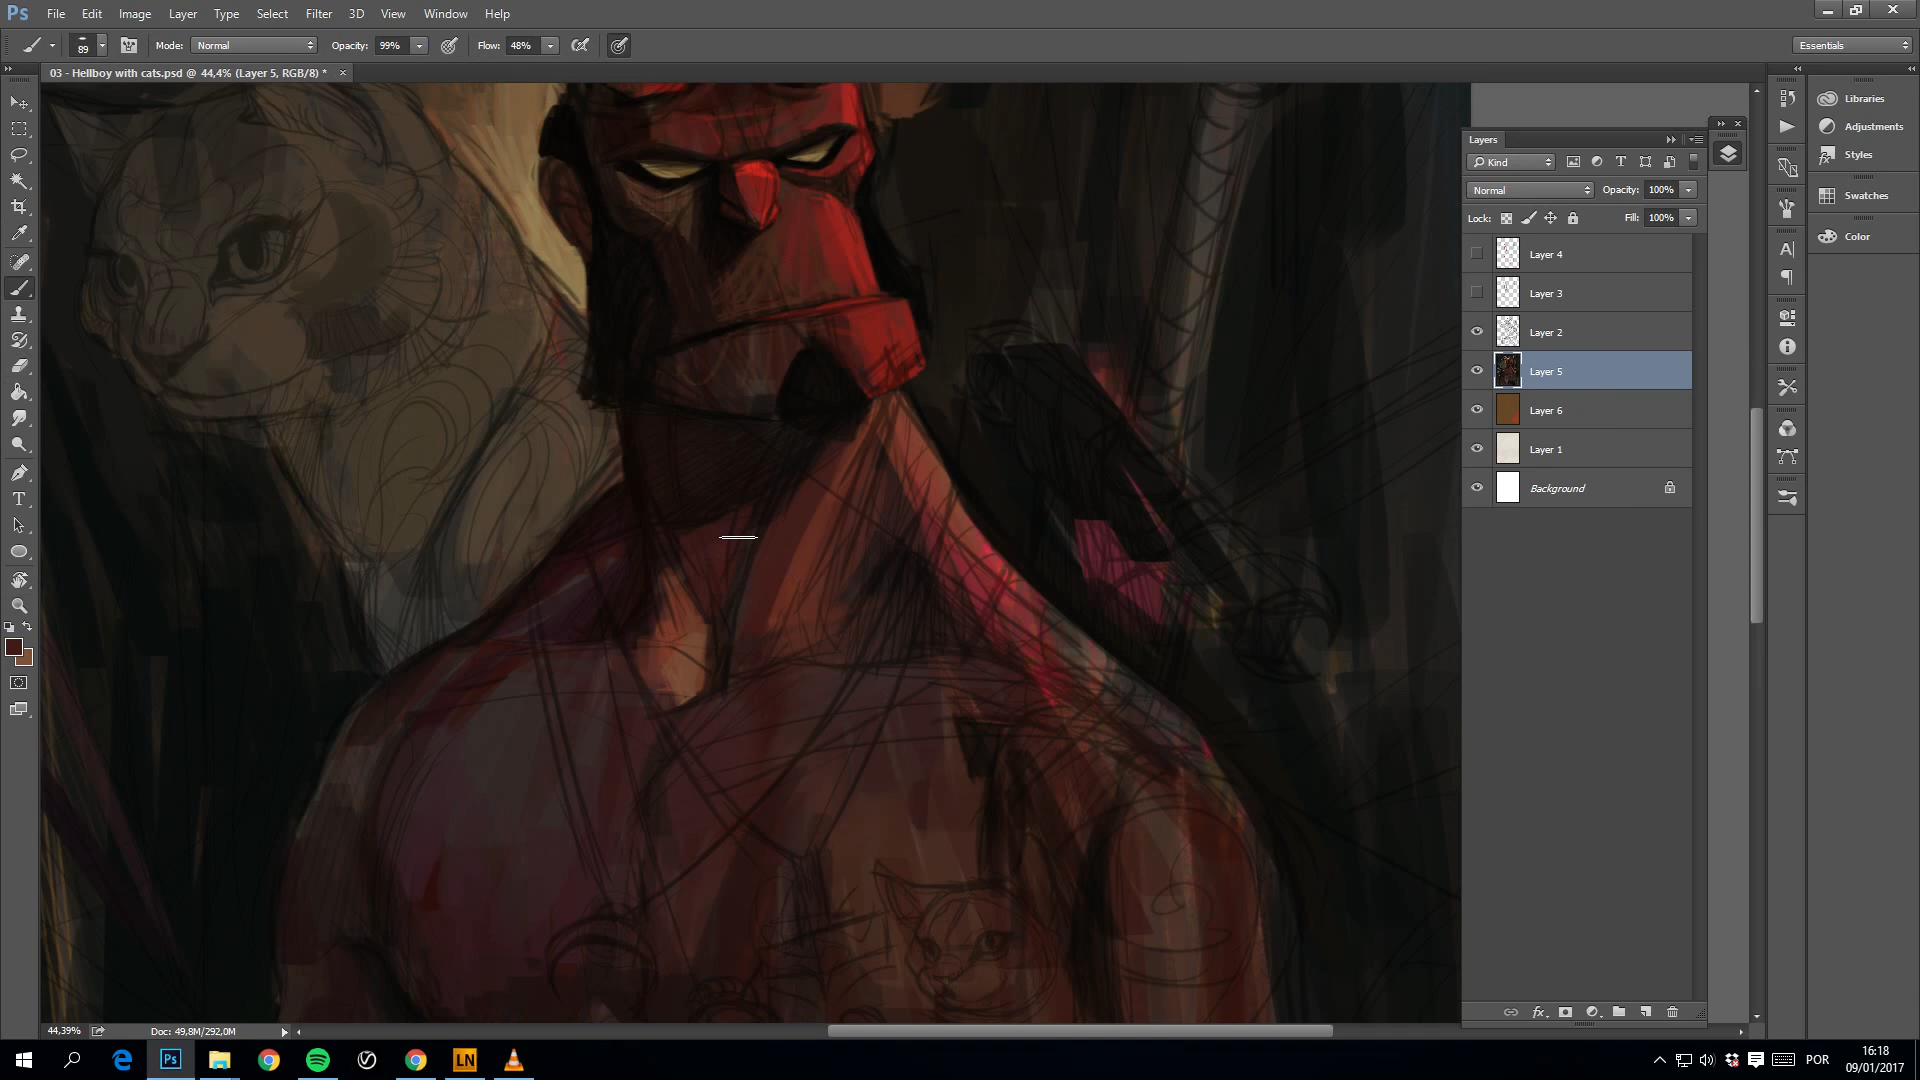 Ps File Edit Image Layer Type Select Filter 3D View Window Help
89 Mode: Normal Opacity: 99% Flow: 48% Essentials
03 - Hellboy with cats.psd @ 44,4% (Layer 5, RGB/8) * ×
Libraries
Adjustments
Styles
Swatches
Color
Layers
Kind
Normal Opacity: 100%
Lock: Fill: 100%
Layer 4
Layer 3
Layer 2
Layer 5
Layer 6
Layer 1
Background
fx
44,39% Doc: 49,8M/292,0M
Ps LN POR 16:18
09/01/2017